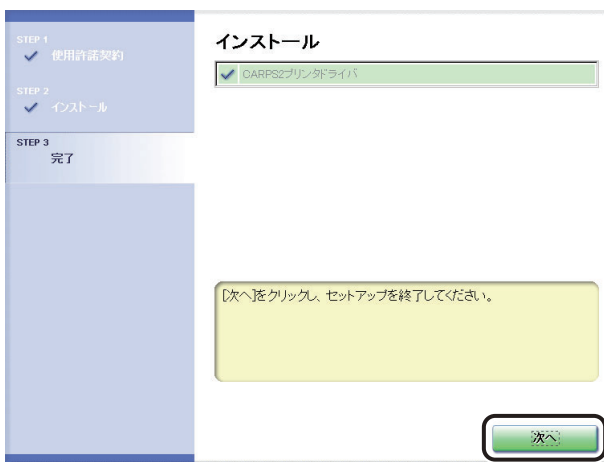 STEP 1
使用許諾契約
STEP 2
インストール
STEP 3
完了
インストール
CARPS2プリンタドライバ
[次へ]をクリックし、セットアップを終了してください。
次へ